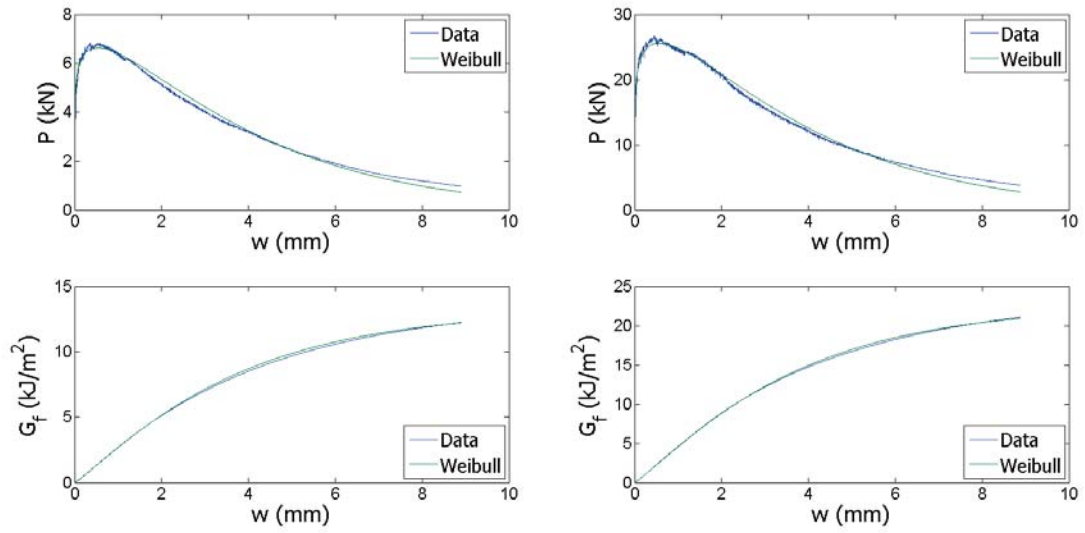 8
6
4
2
0
P (kN)
Data
Weibull
0 2 4 6 8 10
w (mm)
30
20
10
0
P (kN)
Data
Weibull
0 2 4 6 8 10
w (mm)
15
10
5
0
G_f (kJ/m²)
Data
Weibull
0 2 4 6 8 10
w (mm)
25
20
15
10
5
0
G_f (kJ/m²)
Data
Weibull
0 2 4 6 8 10
w (mm)